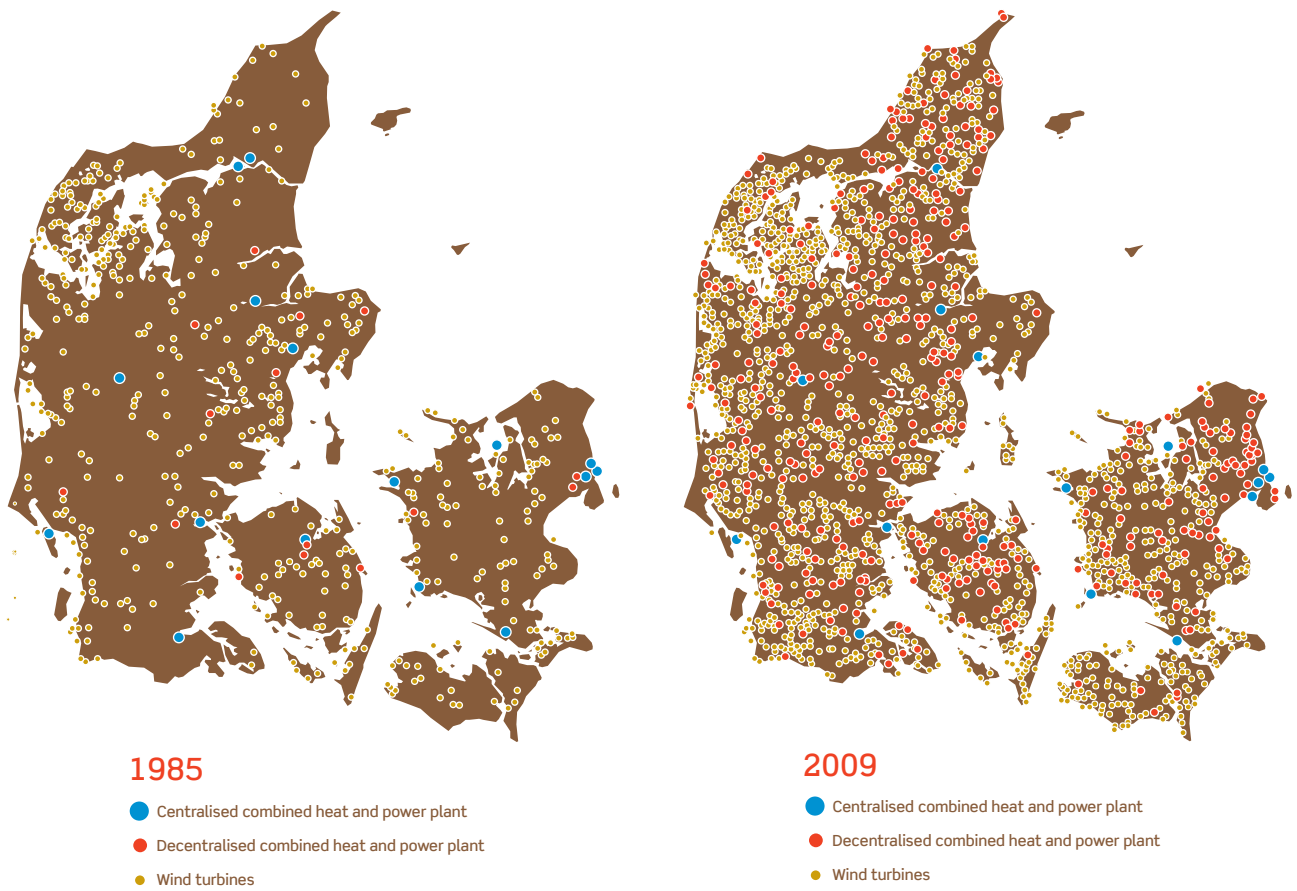 1985
Centralised combined heat and power plant
Decentralised combined heat and power plant
Wind turbines
2009
Centralised combined heat and power plant
Decentralised combined heat and power plant
Wind turbines